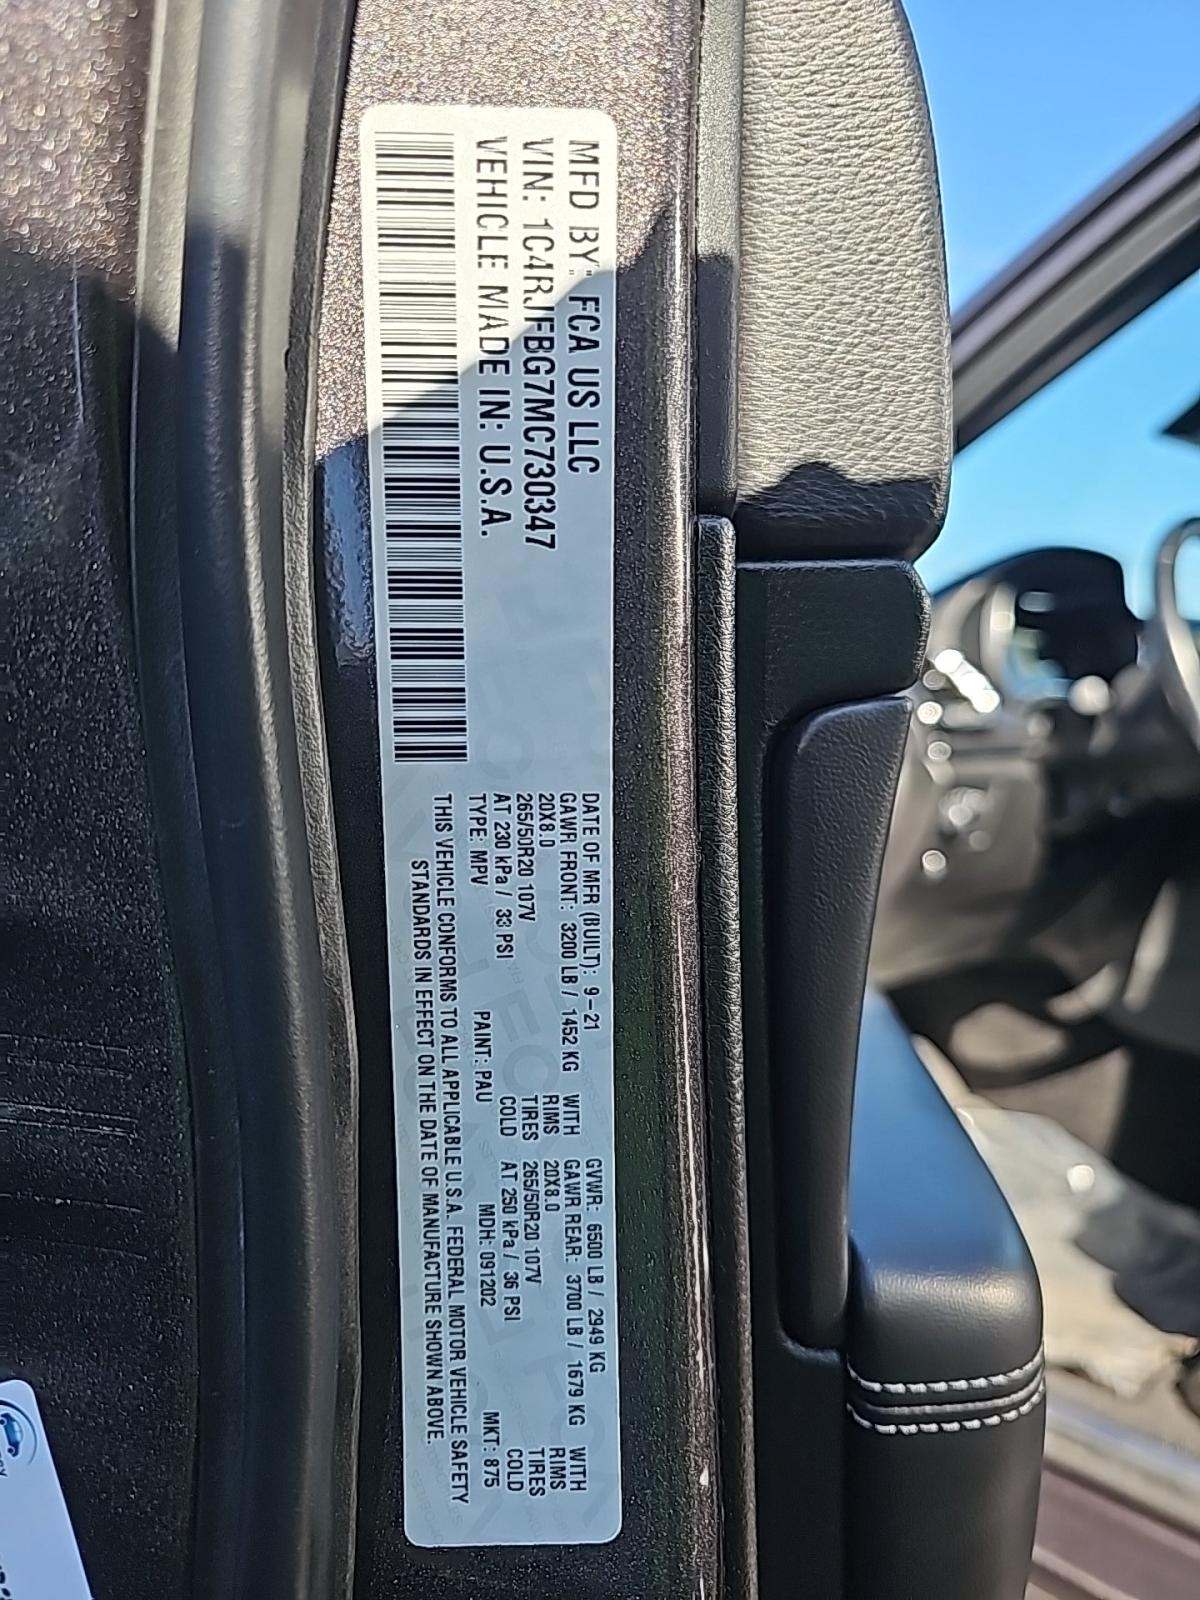 MFD BY: FCA US LLC
VIN: 1C4RJFBG7MC730347
VEHICLE MADE IN: U.S.A.
DATE OF MFR (BUILT): 9-21 GVWR: 6500 LB / 2949 KG
GAWR FRONT: 3200 LB / 1452 KG WITH GAWR REAR: 3700 LB / 1679 KG WITH
20X8.0 RIMS 20X8.0 RIMS
265/50R20 107V TIRES 265/50R20 107V TIRES
AT 230 kPa / 33 PSI COLD AT 250 kPa / 36 PSI COLD
TYPE: MPV PAINT: PAU MDH: 091202 MKT: 875
THIS VEHICLE CONFORMS TO ALL APPLICABLE U.S.A. FEDERAL MOTOR VEHICLE SAFETY
STANDARDS IN EFFECT ON THE DATE OF MANUFACTURE SHOWN ABOVE.